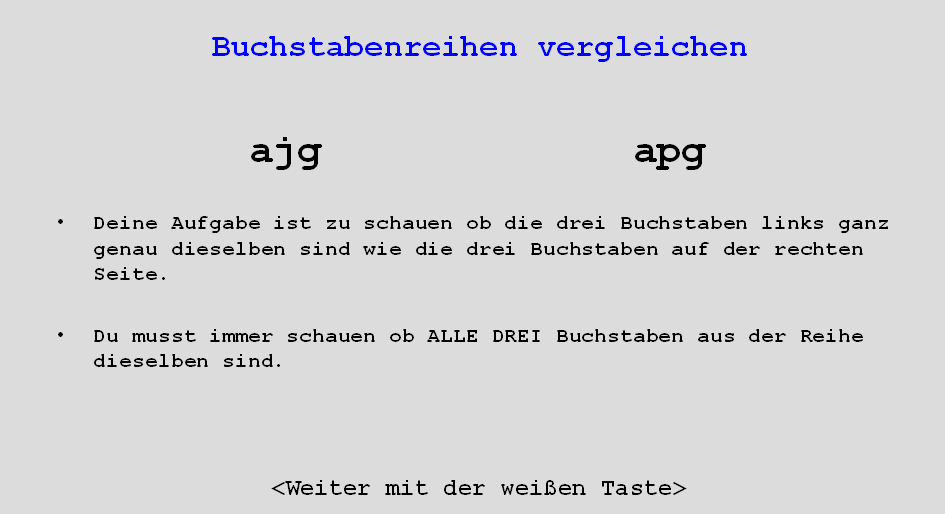 Buchstabenreihen vergleichen
ajg apg
• Deine Aufgabe ist zu schauen ob die drei Buchstaben links ganz
genau dieselben sind wie die drei Buchstaben auf der rechten
Seite.
• Du musst immer schauen ob ALLE DREI Buchstaben aus der Reihe
dieselben sind.
<Weiter mit der weißen Taste>